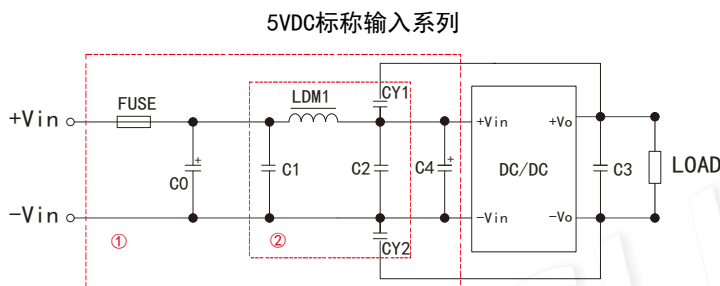 5VDC标称输入系列
+Vin
FUSE
LDM1
CY1
+Vin
+Vo
C0
+
C1
C2
C4
+
DC/DC
C3
LOAD
-Vin
①
②
CY2
-Vin
-Vo